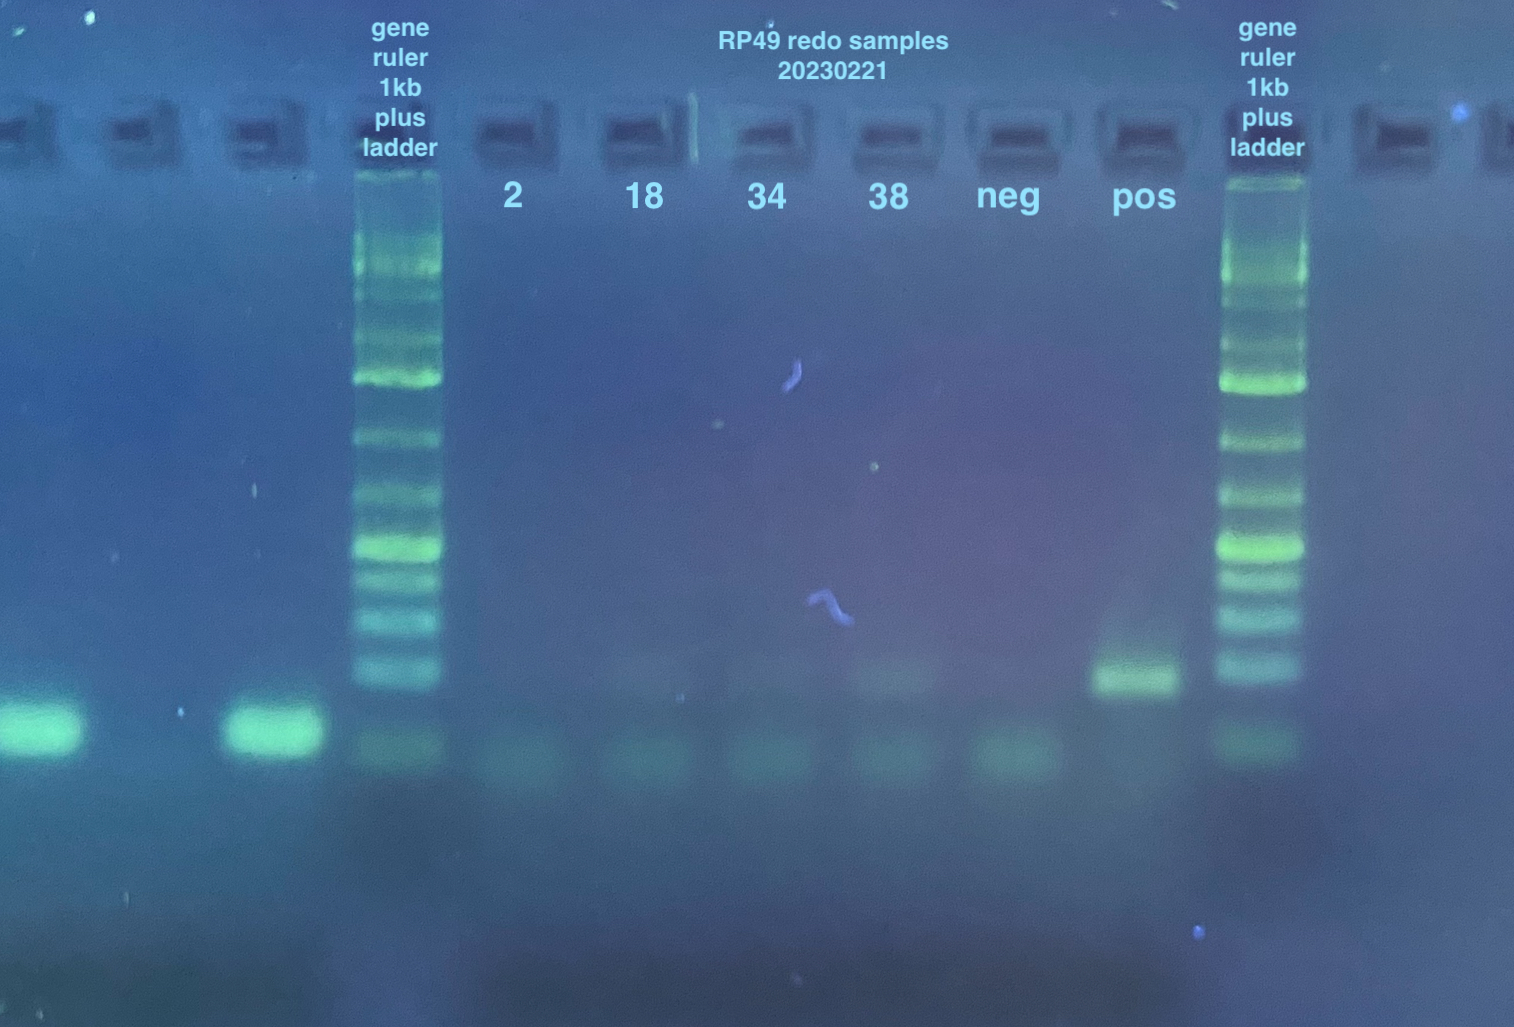 gene
ruler
1kb
plus
ladder
RP49 redo samples
20230221
gene
ruler
1kb
plus
ladder
2 18 34 38 neg pos